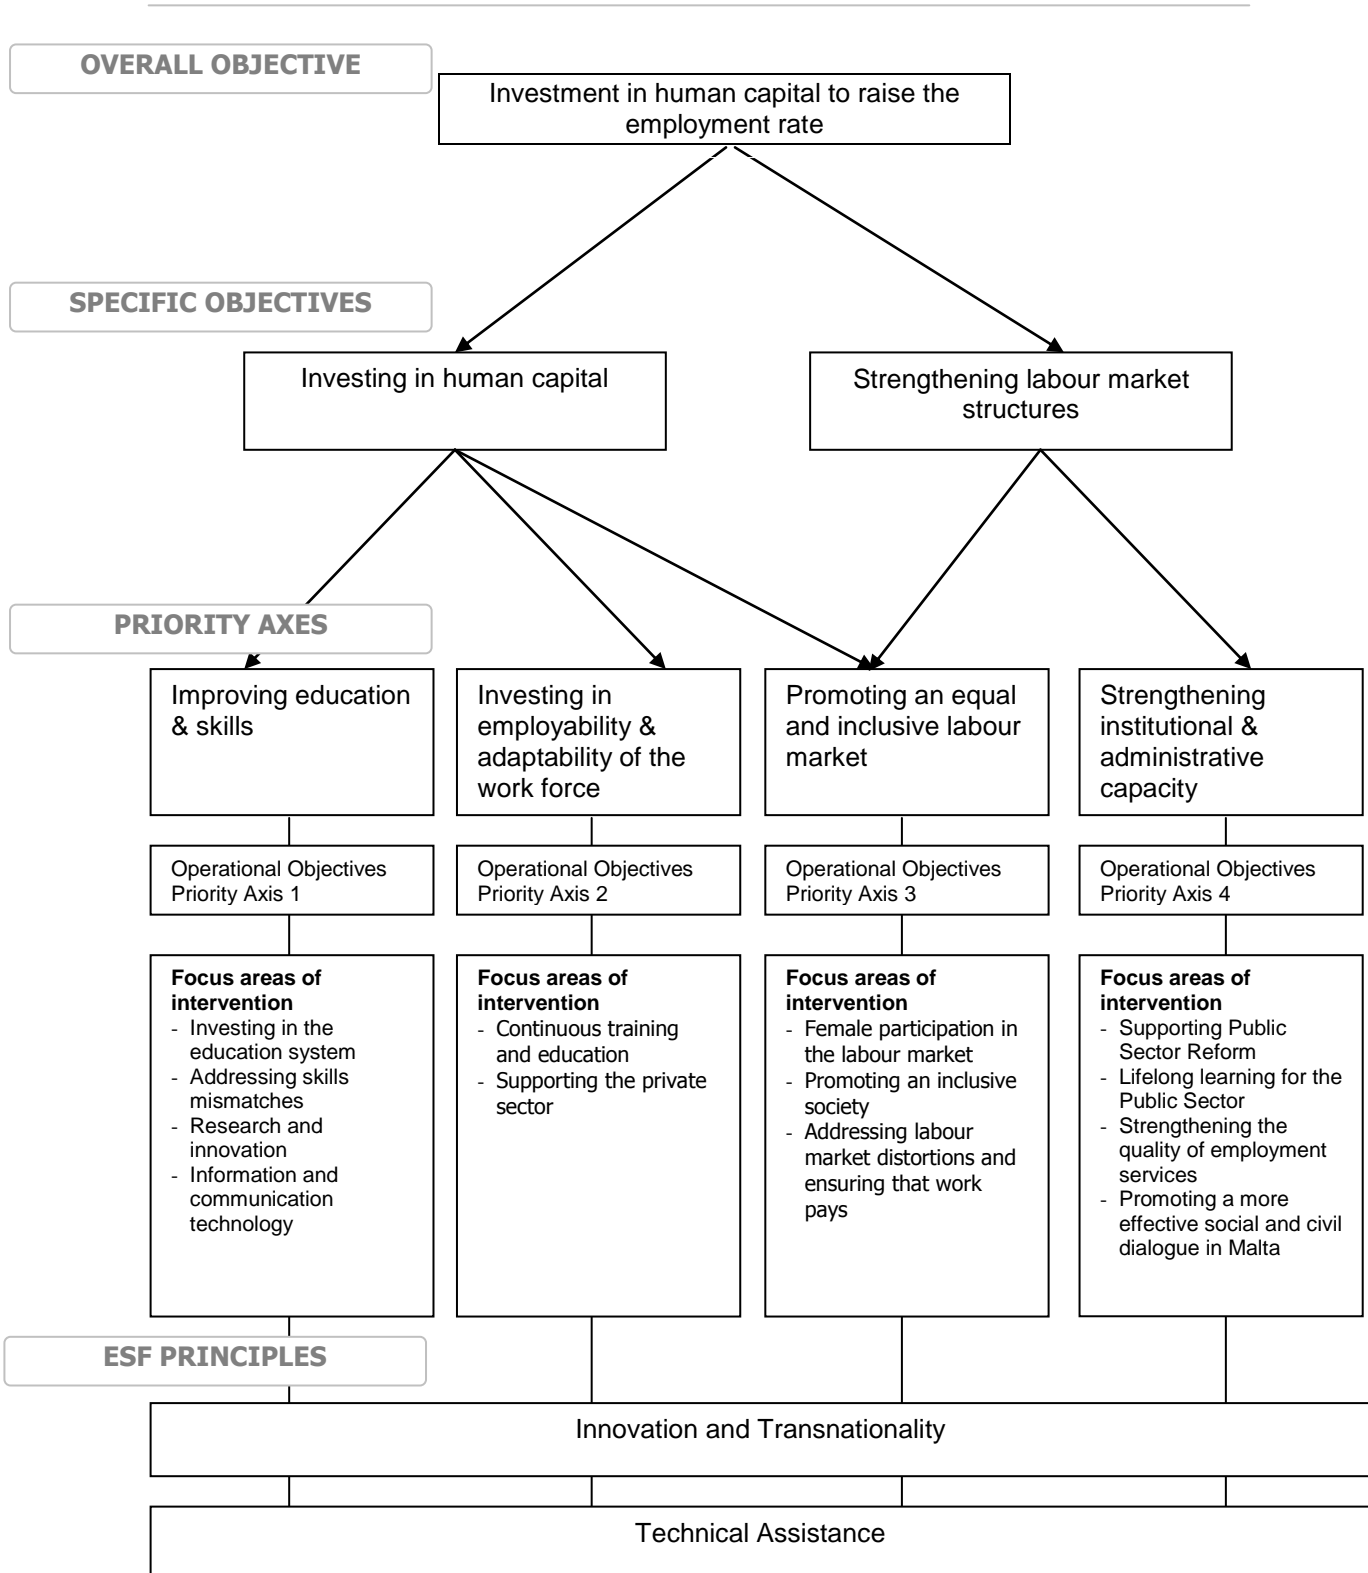 OVERALL OBJECTIVE
Investment in human capital to raise the
employment rate
SPECIFIC OBJECTIVES
Investing in human capital
Strengthening labour market
structures
PRIORITY AXES
Improving education
& skills
Investing in
employability &
adaptability of the
work force
Promoting an equal
and inclusive labour
market
Strengthening
institutional &
administrative
capacity
Operational Objectives
Priority Axis 1
Operational Objectives
Priority Axis 2
Operational Objectives
Priority Axis 3
Operational Objectives
Priority Axis 4
Focus areas of
intervention
- Investing in the
education system
- Addressing skills
mismatches
- Research and
innovation
- Information and
communication
technology
Focus areas of
intervention
- Continuous training
and education
- Supporting the private
sector
Focus areas of
intervention
- Female participation in
the labour market
- Promoting an inclusive
society
- Addressing labour
market distortions and
ensuring that work
pays
Focus areas of
intervention
- Supporting Public
Sector Reform
- Lifelong learning for the
Public Sector
- Strengthening the
quality of employment
services
- Promoting a more
effective social and civil
dialogue in Malta
ESF PRINCIPLES
Innovation and Transnationality
Technical Assistance